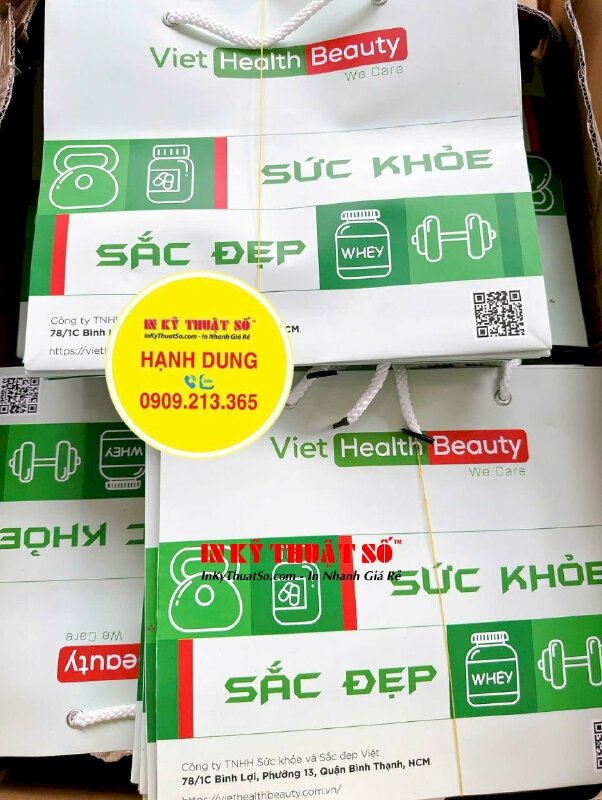 Viet Health Beauty
We Care
SỨC KHỎE
SẮC ĐẸP
WHEY
Công ty TNHH
78/1C Bình
HCM.
https://vieth
IN KỸ THUẬT SỐ™
InKyThuatSo.com - In Nhanh Giá Rẻ
HẠNH DUNG
Zalo
0909.213.365
Viet Health Beauty
We Care
IN KỸ THUẬT SỐ™
InKyThuatSo.com - In Nhanh Giá Rẻ
SỨC KHỎE
SẮC ĐẸP
WHEY
Công ty TNHH Sức khỏe và Sắc đẹp Việt
78/1C Bình Lợi, Phường 13, Quận Bình Thạnh, HCM.
https://viethealthbeauty.com.vn/
WHEY
KHỎE
We Care
Beauty